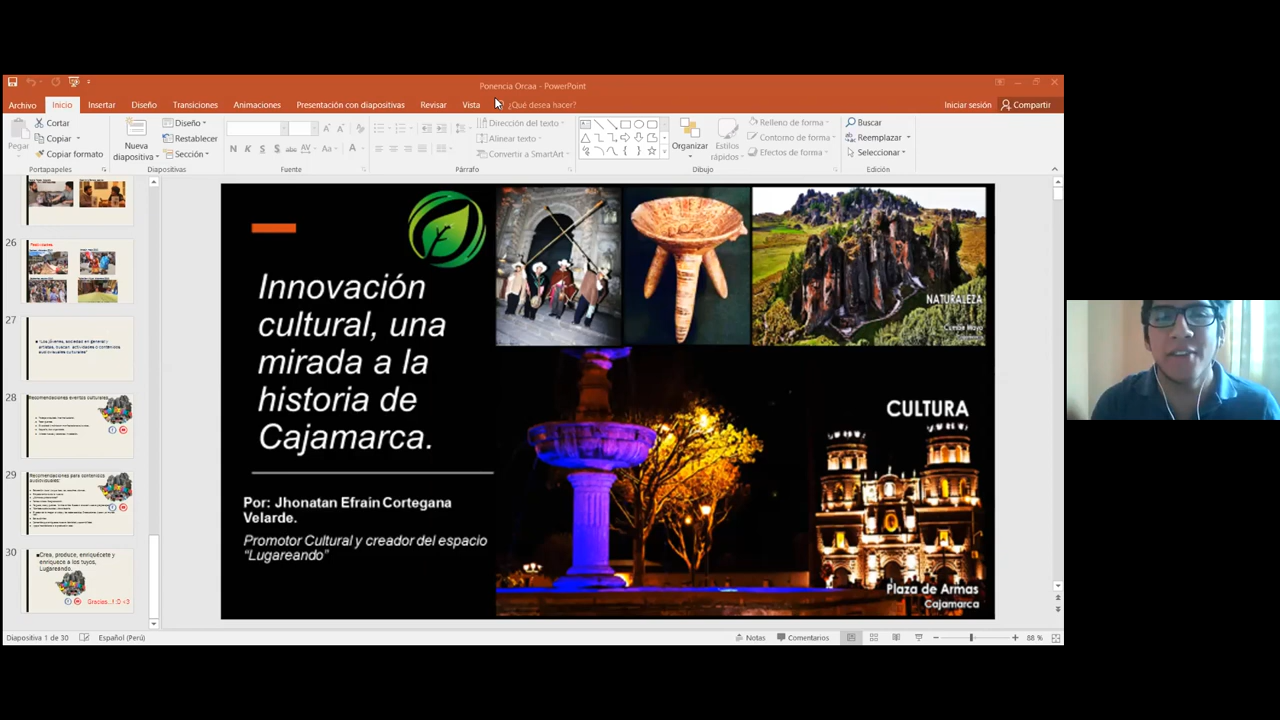 Ponencia Orcaa - PowerPoint
Archivo
Inicio
Insertar
Diseño
Transiciones
Animaciones
Presentación con diapositivas
Revisar
Vista
¿Qué desea hacer?
Iniciar sesión
Compartir
Pegar
Cortar
Copiar
Copiar formato
Portapapeles
Nueva
diapositiva
Diseño
Restablecer
Sección
Diapositivas
N K S S abc AV Aa A
Fuente
Dirección del texto
Alinear texto
Convertir a SmartArt
Párrafo
Organizar
Estilos
rápidos
Relleno de forma
Contorno de forma
Efectos de forma
Dibujo
Buscar
Reemplazar
Seleccionar
Edición
26
27
28
Recomendaciones eventos culturales
29
Recomendaciones para contenidos
audiovisuales
30
Crea, produce, enriquécete y
enriquece a los tuyos,
Lugareando.
Gracias..! :D <3
Innovación
cultural, una
mirada a la
historia de
Cajamarca.
Por: Jhonatan Efraín Cortegana
Velarde.
Promotor Cultural y creador del espacio
“Lugareando”
NATURALEZA
CULTURA
Plaza de Armas
Cajamarca
Diapositiva 1 de 30
Español (Perú)
Notas
Comentarios
88 %